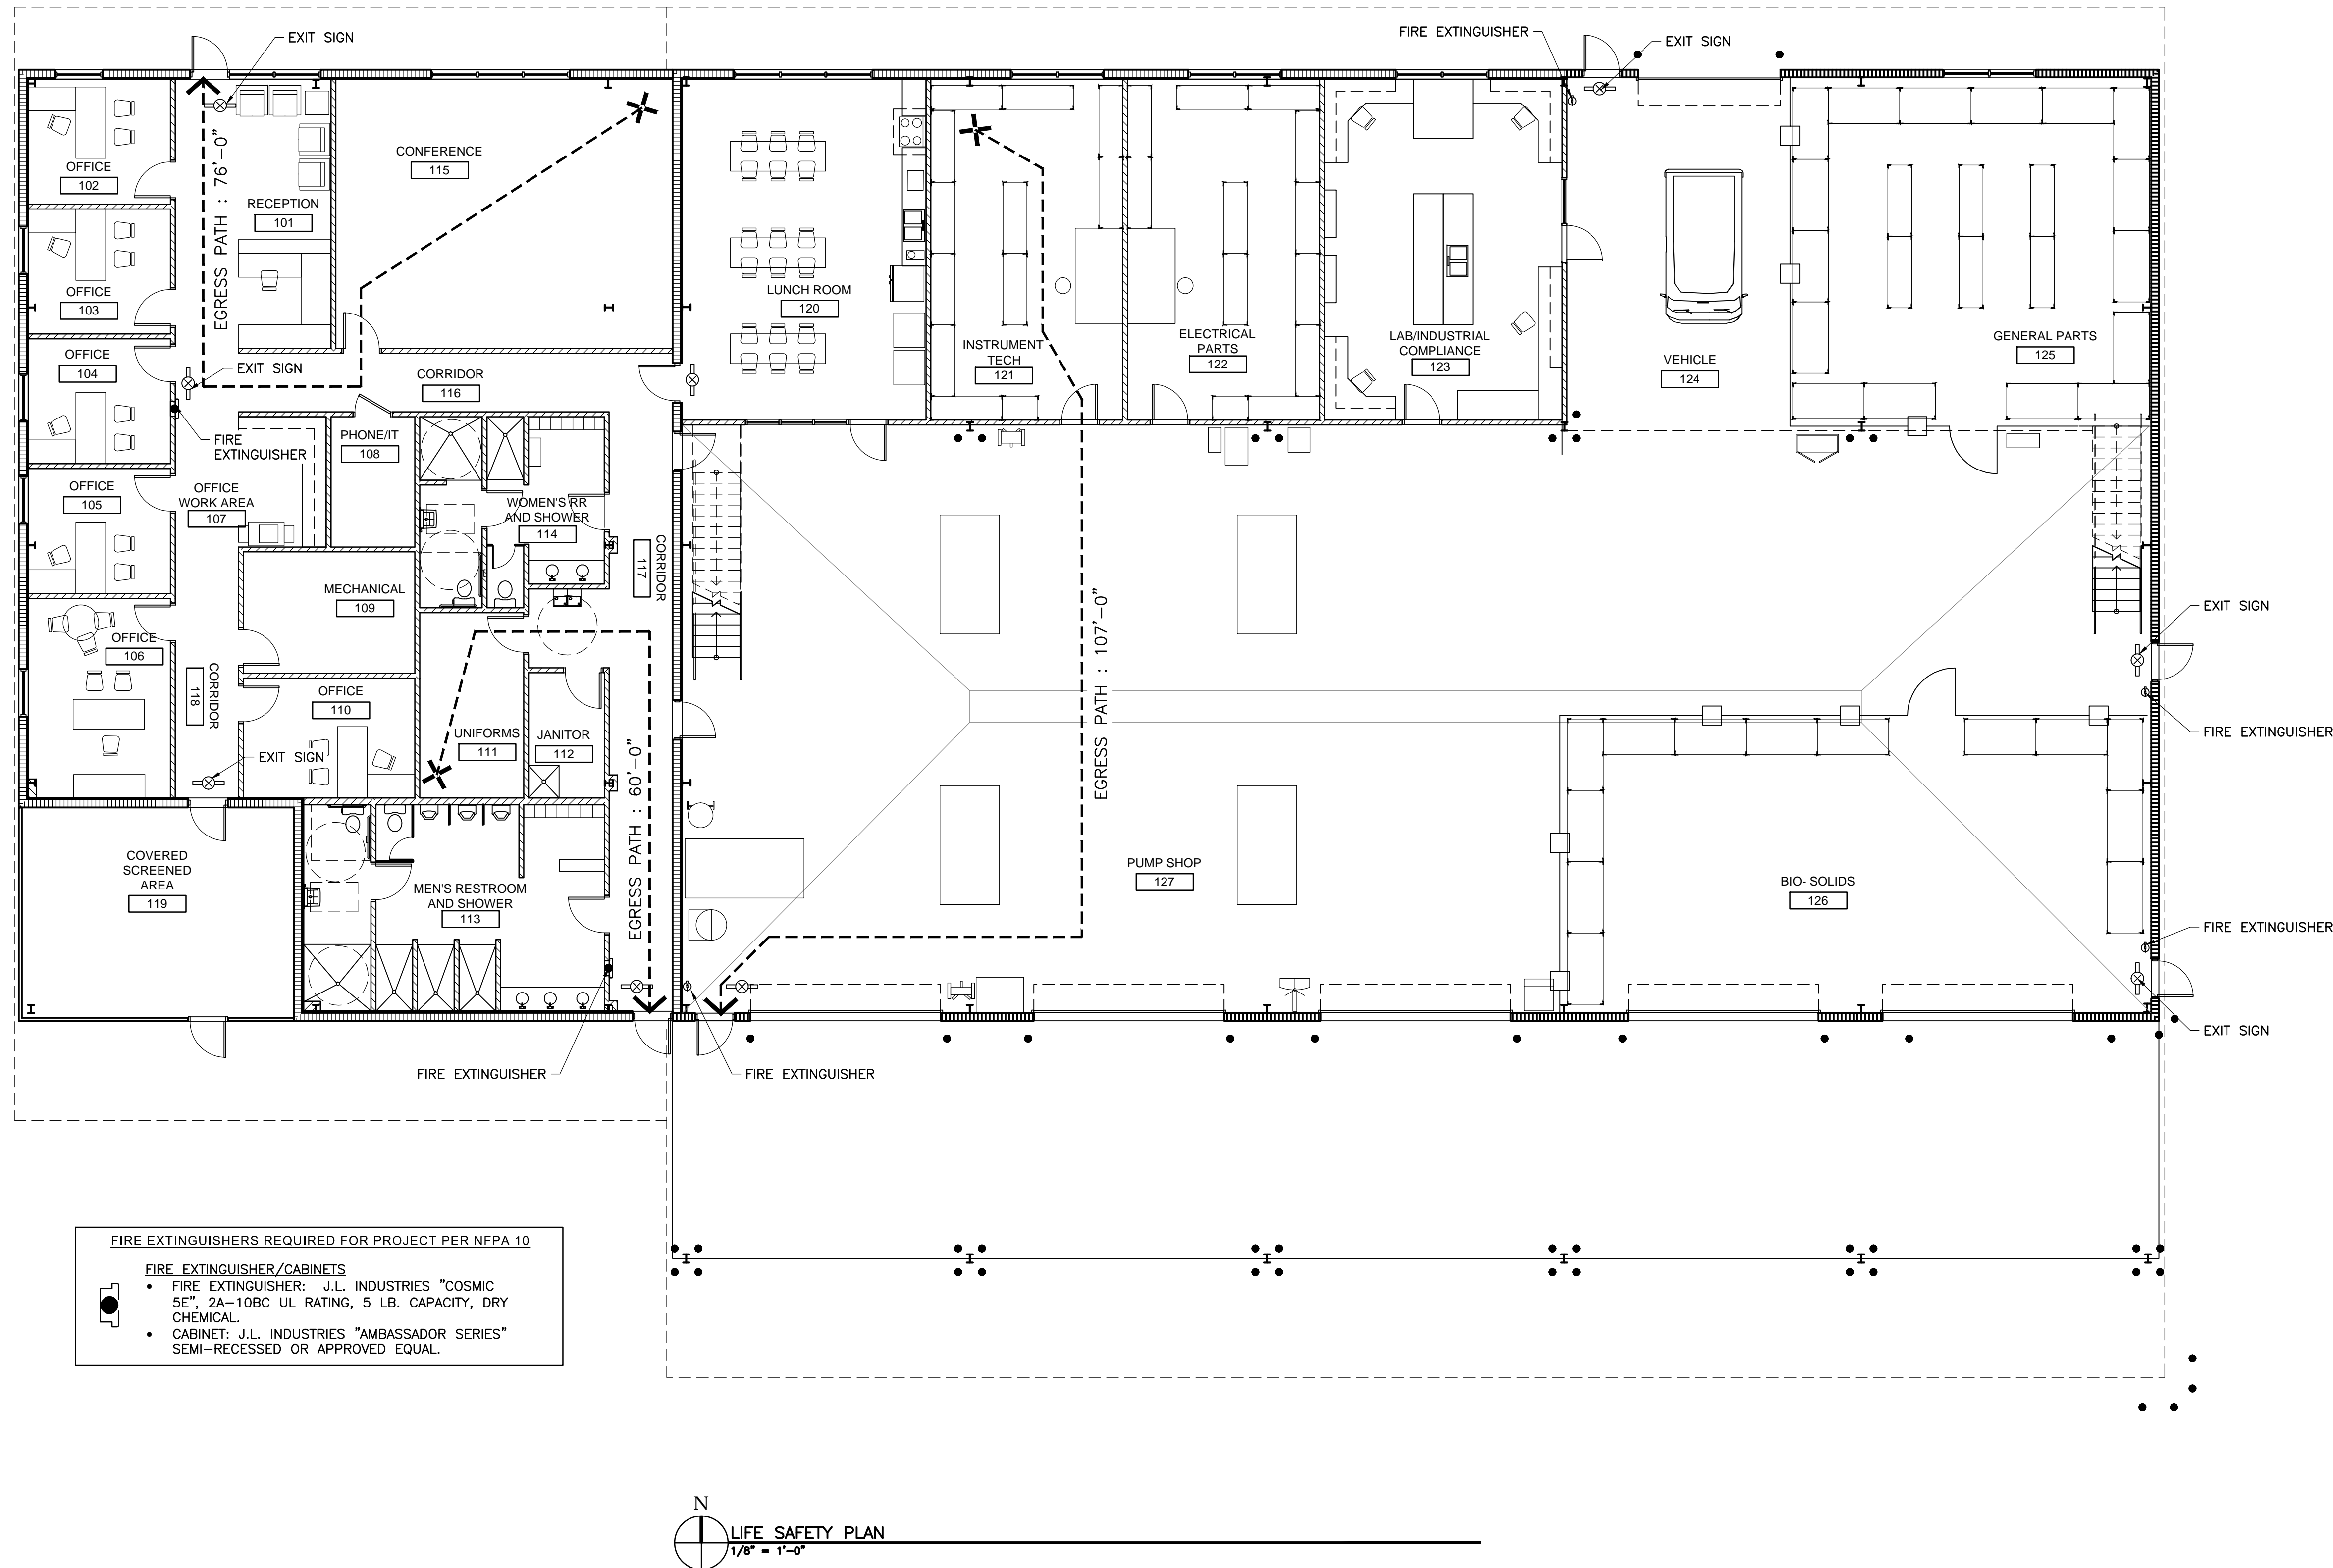 EXIT SIGN
FIRE EXTINGUISHER
EXIT SIGN
OFFICE
102
EGRESS PATH : 76'-0"
RECEPTION
101
CONFERENCE
115
OFFICE
103
OFFICE
104
EXIT SIGN
CORRIDOR
116
LUNCH ROOM
120
INSTRUMENT
TECH
121
ELECTRICAL
PARTS
122
LAB/INDUSTRIAL
COMPLIANCE
123
VEHICLE
124
GENERAL PARTS
125
FIRE
EXTINGUISHER
PHONE/IT
108
OFFICE
105
OFFICE
WORK AREA
107
WOMEN'S RR
AND SHOWER
114
CORRIDOR
117
MECHANICAL
109
OFFICE
106
CORRIDOR
118
OFFICE
110
EXIT SIGN
UNIFORMS
111
JANITOR
112
EGRESS PATH : 60'-0"
EGRESS PATH : 107'-0"
EXIT SIGN
FIRE EXTINGUISHER
COVERED
SCREENED
AREA
119
MEN'S RESTROOM
AND SHOWER
113
PUMP SHOP
127
BIO- SOLIDS
126
FIRE EXTINGUISHER
EXIT SIGN
FIRE EXTINGUISHER
FIRE EXTINGUISHER
FIRE EXTINGUISHERS REQUIRED FOR PROJECT PER NFPA 10
FIRE EXTINGUISHER/CABINETS
• FIRE EXTINGUISHER: J.L. INDUSTRIES "COSMIC
5E", 2A-10BC UL RATING, 5 LB. CAPACITY, DRY
CHEMICAL.
• CABINET: J.L. INDUSTRIES "AMBASSADOR SERIES"
SEMI-RECESSED OR APPROVED EQUAL.
N
LIFE SAFETY PLAN
1/8" = 1'-0"